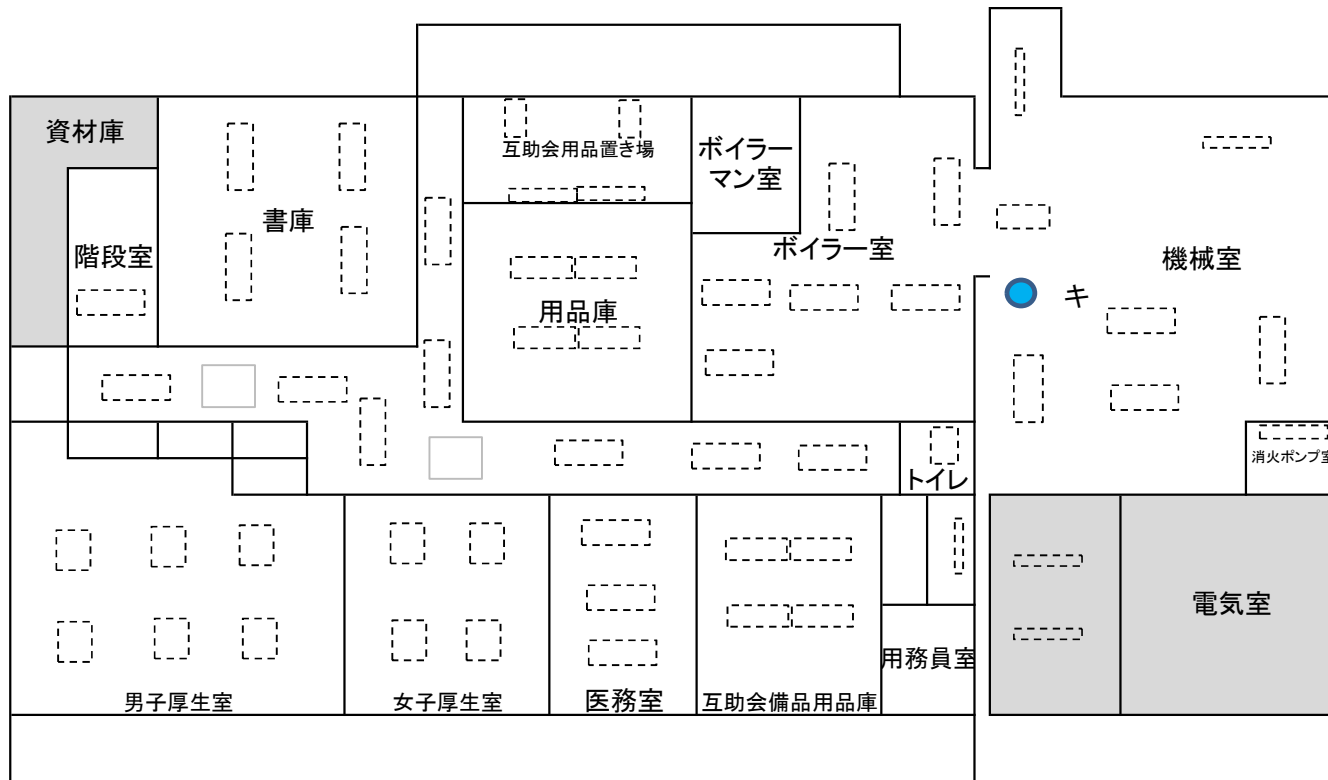 資材庫
互助会用品置き場
ボイラー
マン室
書庫
階段室
ボイラー室
機械室
キ
用品庫
トイレ
消火ポンプ室
電気室
用務員室
男子厚生室
女子厚生室
医務室
互助会備品用品庫